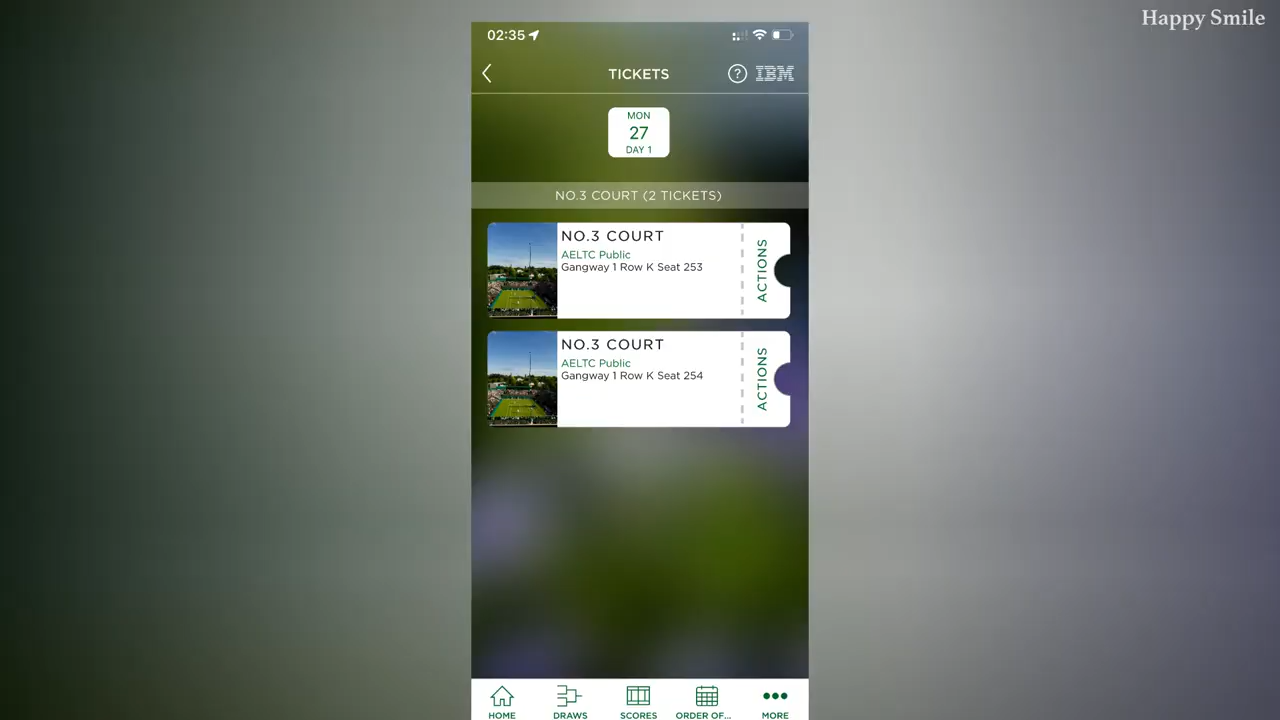 Happy Smile
02:35
TICKETS
? IBM
MON
27
DAY 1
NO.3 COURT (2 TICKETS)
NO.3 COURT
AELTC Public
Gangway 1 Row K Seat 253
ACTIONS
NO.3 COURT
AELTC Public
Gangway 1 Row K Seat 254
ACTIONS
HOME
DRAWS
SCORES
ORDER OF...
MORE